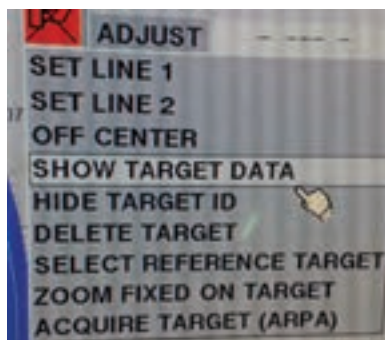 ADJUST
SET LINE 1
SET LINE 2
OFF CENTER
SHOW TARGET DATA
HIDE TARGET ID
DELETE TARGET
SELECT REFERENCE TARGET
ZOOM FIXED ON TARGET
ACQUIRE TARGET (ARPA)